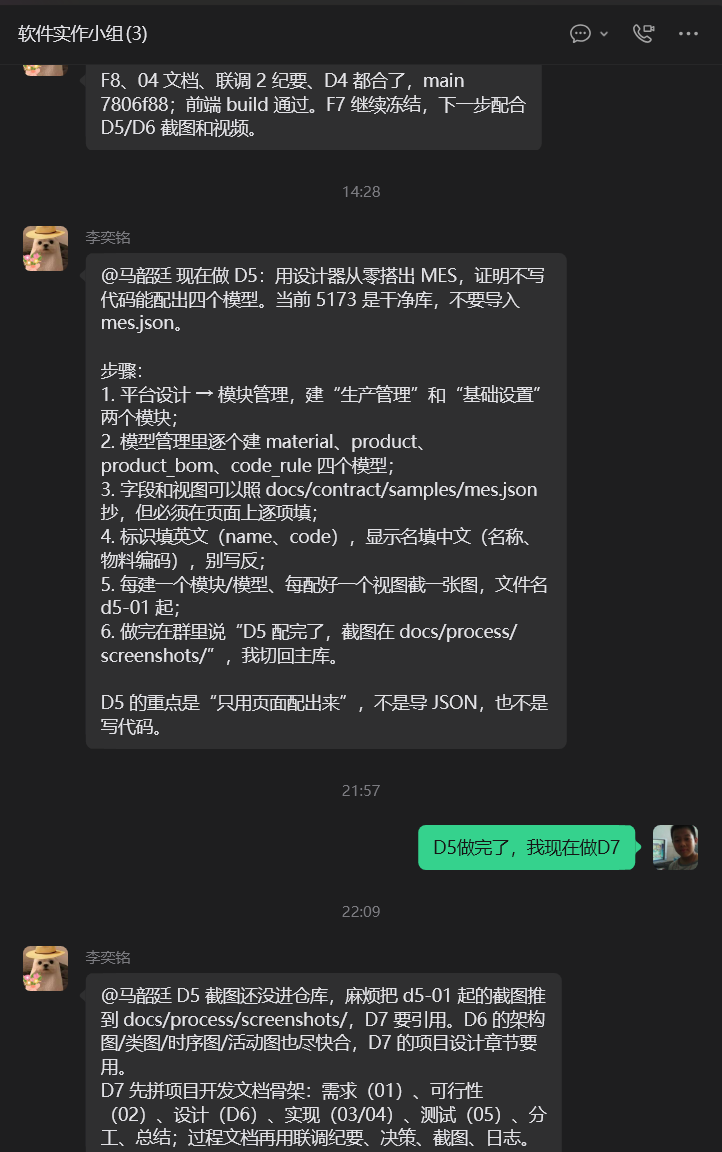 软件实作小组(3)
F8、04 文档、联调 2 纪要、D4 都合了，main
7806f88；前端 build 通过。F7 继续冻结，下一步配合
D5/D6 截图和视频。
14:28
李奕铭
@马韶廷 现在做 D5：用设计器从零搭出 MES，证明不写
代码能配出四个模型。当前 5173 是干净库，不要导入
mes.json。
步骤：
1. 平台设计 → 模块管理，建“生产管理”和“基础设置”
两个模块；
2. 模型管理里逐个建 material、product、
product_bom、code_rule 四个模型；
3. 字段和视图可以照 docs/contract/samples/mes.json
抄，但必须在页面上逐项填；
4. 标识填英文（name、code），显示名填中文（名称、
物料编码），别写反；
5. 每建一个模块/模型、每配好一个视图截一张图，文件名
d5-01 起；
6. 做完在群里说“D5 配完了，截图在 docs/process/
screenshots/”，我切回主库。
D5 的重点是“只用页面配出来”，不是导 JSON，也不是
写代码。
21:57
D5做完了，我现在做D7
22:09
李奕铭
@马韶廷 D5 截图还没进仓库，麻烦把 d5-01 起的截图推
到 docs/process/screenshots/，D7 要引用。D6 的架构
图/类图/时序图/活动图也尽快合，D7 的项目设计章节要
用。
D7 先拼项目开发文档骨架：需求（01）、可行性
（02）、设计（D6）、实现（03/04）、测试（05）、分
工、总结；过程文档再用联调纪要、决策、截图、日志。